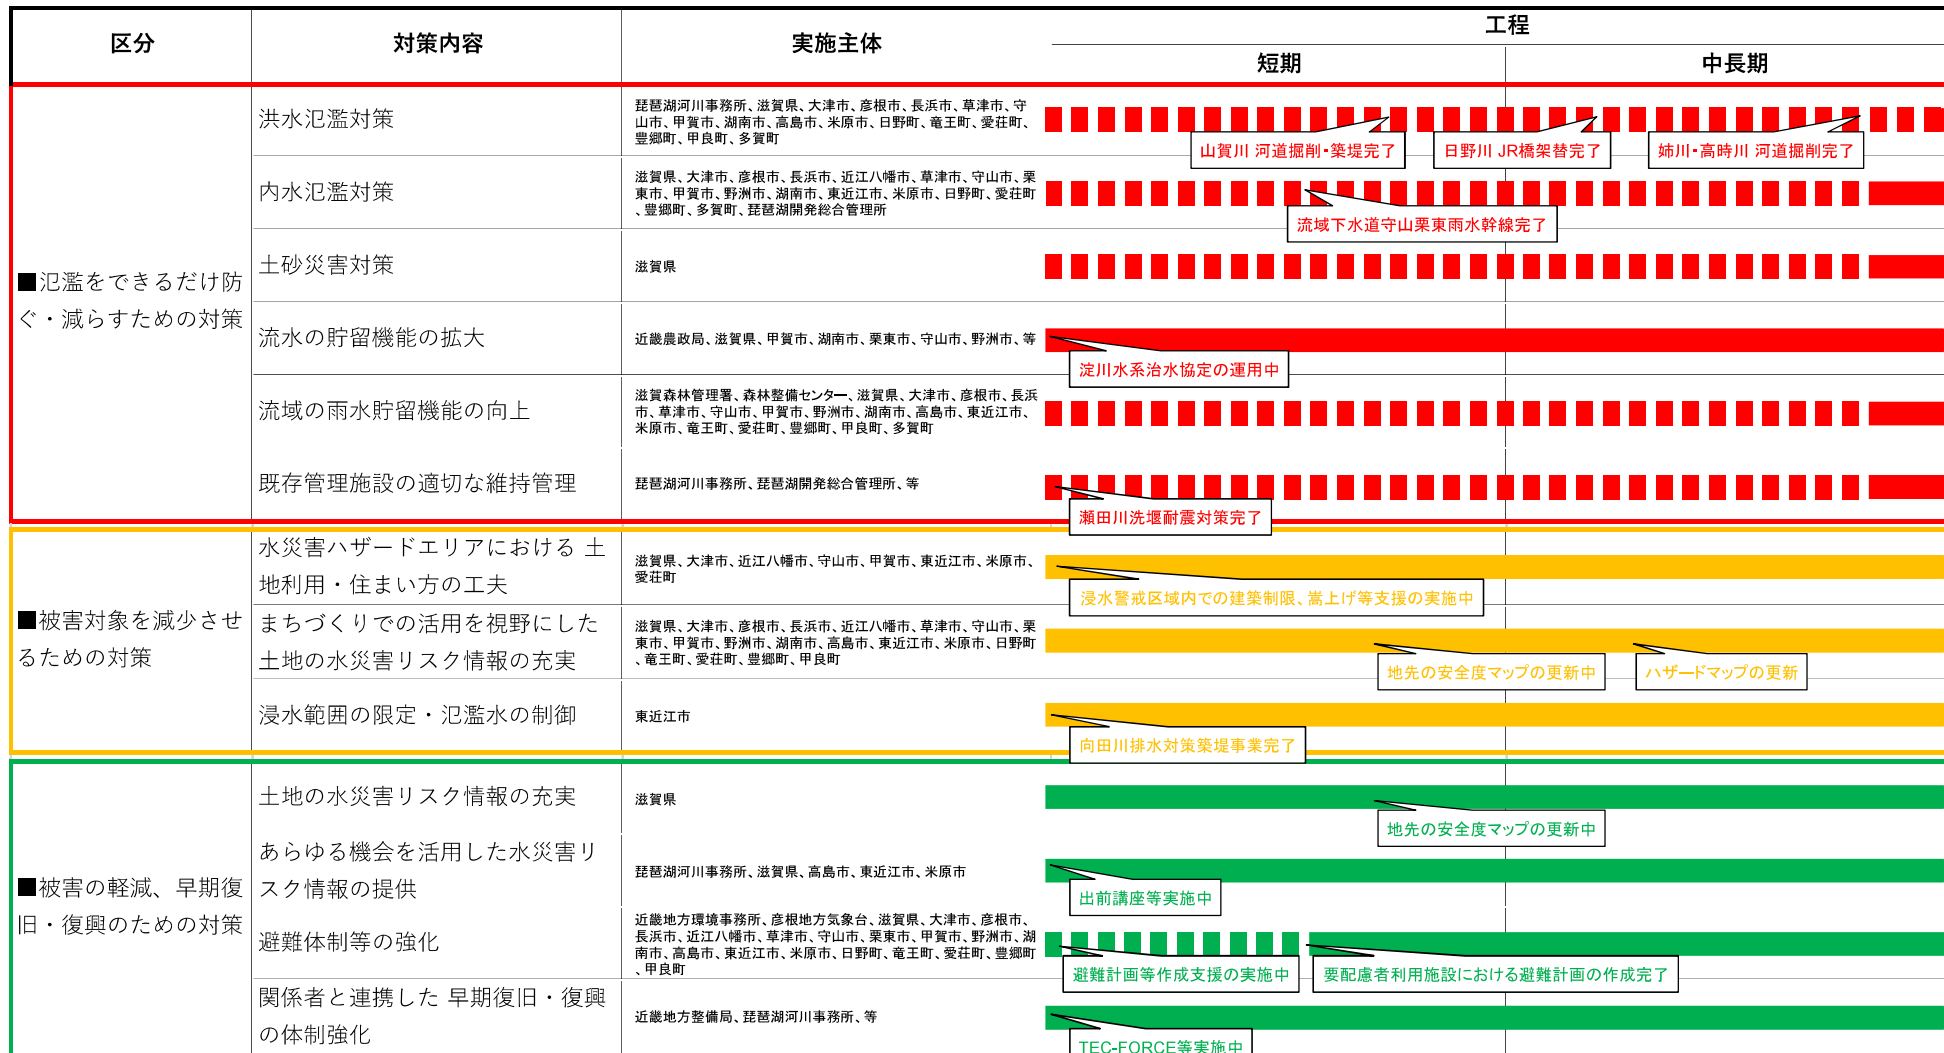 区分
対策内容
実施主体
工程
短期
中長期
■氾濫をできるだけ防
ぐ・減らすための対策
洪水氾濫対策
琵琶湖河川事務所、滋賀県、大津市、彦根市、長浜市、草津市、守
山市、甲賀市、湖南市、高島市、米原市、日野町、竜王町、愛荘町、
豊郷町、甲良町、多賀町
山賀川 河道掘削・築堤完了
日野川 JR橋架替完了
姉川・高時川 河道掘削完了
内水氾濫対策
滋賀県、大津市、彦根市、長浜市、近江八幡市、草津市、守山市、栗
東市、甲賀市、野洲市、湖南市、東近江市、米原市、日野町、愛荘町
、豊郷町、多賀町、琵琶湖開発総合管理所
流域下水道守山栗東雨水幹線完了
土砂災害対策
滋賀県
流水の貯留機能の拡大
近畿農政局、滋賀県、甲賀市、湖南市、栗東市、守山市、野洲市、等
淀川水系治水協定の運用中
流域の雨水貯留機能の向上
滋賀森林管理署、森林整備センター、滋賀県、大津市、彦根市、長浜
市、草津市、守山市、甲賀市、野洲市、湖南市、高島市、東近江市、
米原市、竜王町、愛荘町、豊郷町、甲良町、多賀町
既存管理施設の適切な維持管理
琵琶湖河川事務所、琵琶湖開発総合管理所、等
瀬田川洗堰耐震対策完了
■被害対象を減少させ
るための対策
水災害ハザードエリアにおける 土
地利用・住まい方の工夫
滋賀県、大津市、近江八幡市、守山市、甲賀市、東近江市、米原市、
愛荘町
浸水警戒区域内での建築制限、嵩上げ等支援の実施中
まちづくりでの活用を視野にした
土地の水災害リスク情報の充実
滋賀県、大津市、彦根市、長浜市、近江八幡市、草津市、守山市、栗
東市、甲賀市、野洲市、湖南市、高島市、東近江市、米原市、日野町
、竜王町、愛荘町、豊郷町、甲良町
地先の安全度マップの更新中
ハザードマップの更新
浸水範囲の限定・氾濫水の制御
東近江市
向田川排水対策築堤事業完了
■被害の軽減、早期復
旧・復興のための対策
土地の水災害リスク情報の充実
滋賀県
地先の安全度マップの更新中
あらゆる機会を活用した水災害リ
スク情報の提供
琵琶湖河川事務所、滋賀県、高島市、東近江市、米原市
出前講座等実施中
避難体制等の強化
近畿地方環境事務所、彦根地方気象台、滋賀県、大津市、彦根市、
長浜市、近江八幡市、草津市、守山市、栗東市、甲賀市、野洲市、湖
南市、高島市、東近江市、米原市、日野町、竜王町、愛荘町、豊郷町
、甲良町
避難計画等作成支援の実施中
要配慮者利用施設における避難計画の作成完了
関係者と連携した 早期復旧・復興
の体制強化
近畿地方整備局、琵琶湖河川事務所、等
TEC-FORCE等実施中